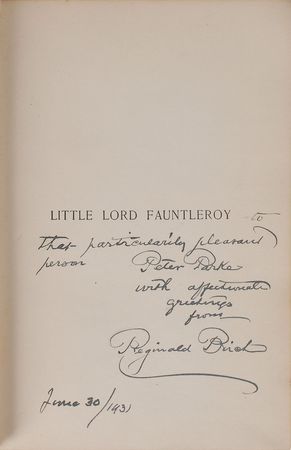 LITTLE LORD FAUNTLEROY to
that particularily pleasant
person Peter Parke
with affectionate
greetings
from
Reginald Birch
June 30/1931